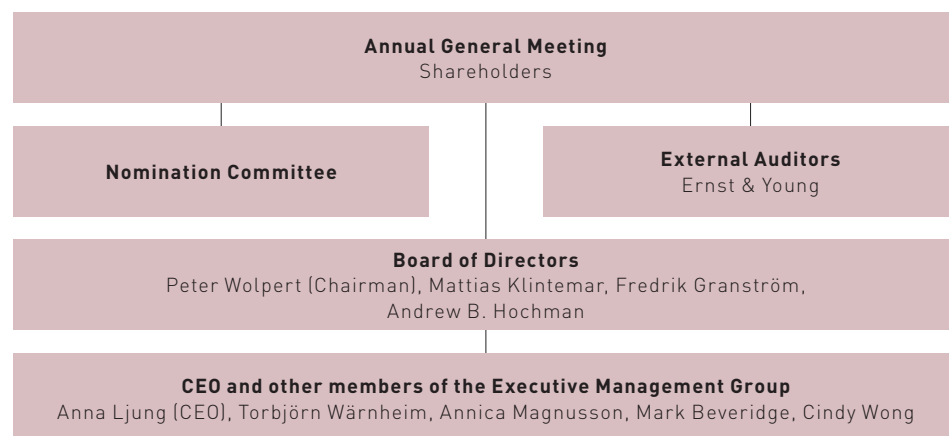 Annual General Meeting
Shareholders
Nomination Committee
External Auditors
Ernst & Young
Board of Directors
Peter Wolpert (Chairman), Mattias Klintemar, Fredrik Granström,
Andrew B. Hochman
CEO and other members of the Executive Management Group
Anna Ljung (CEO), Torbjörn Wärnheim, Annica Magnusson, Mark Beveridge, Cindy Wong